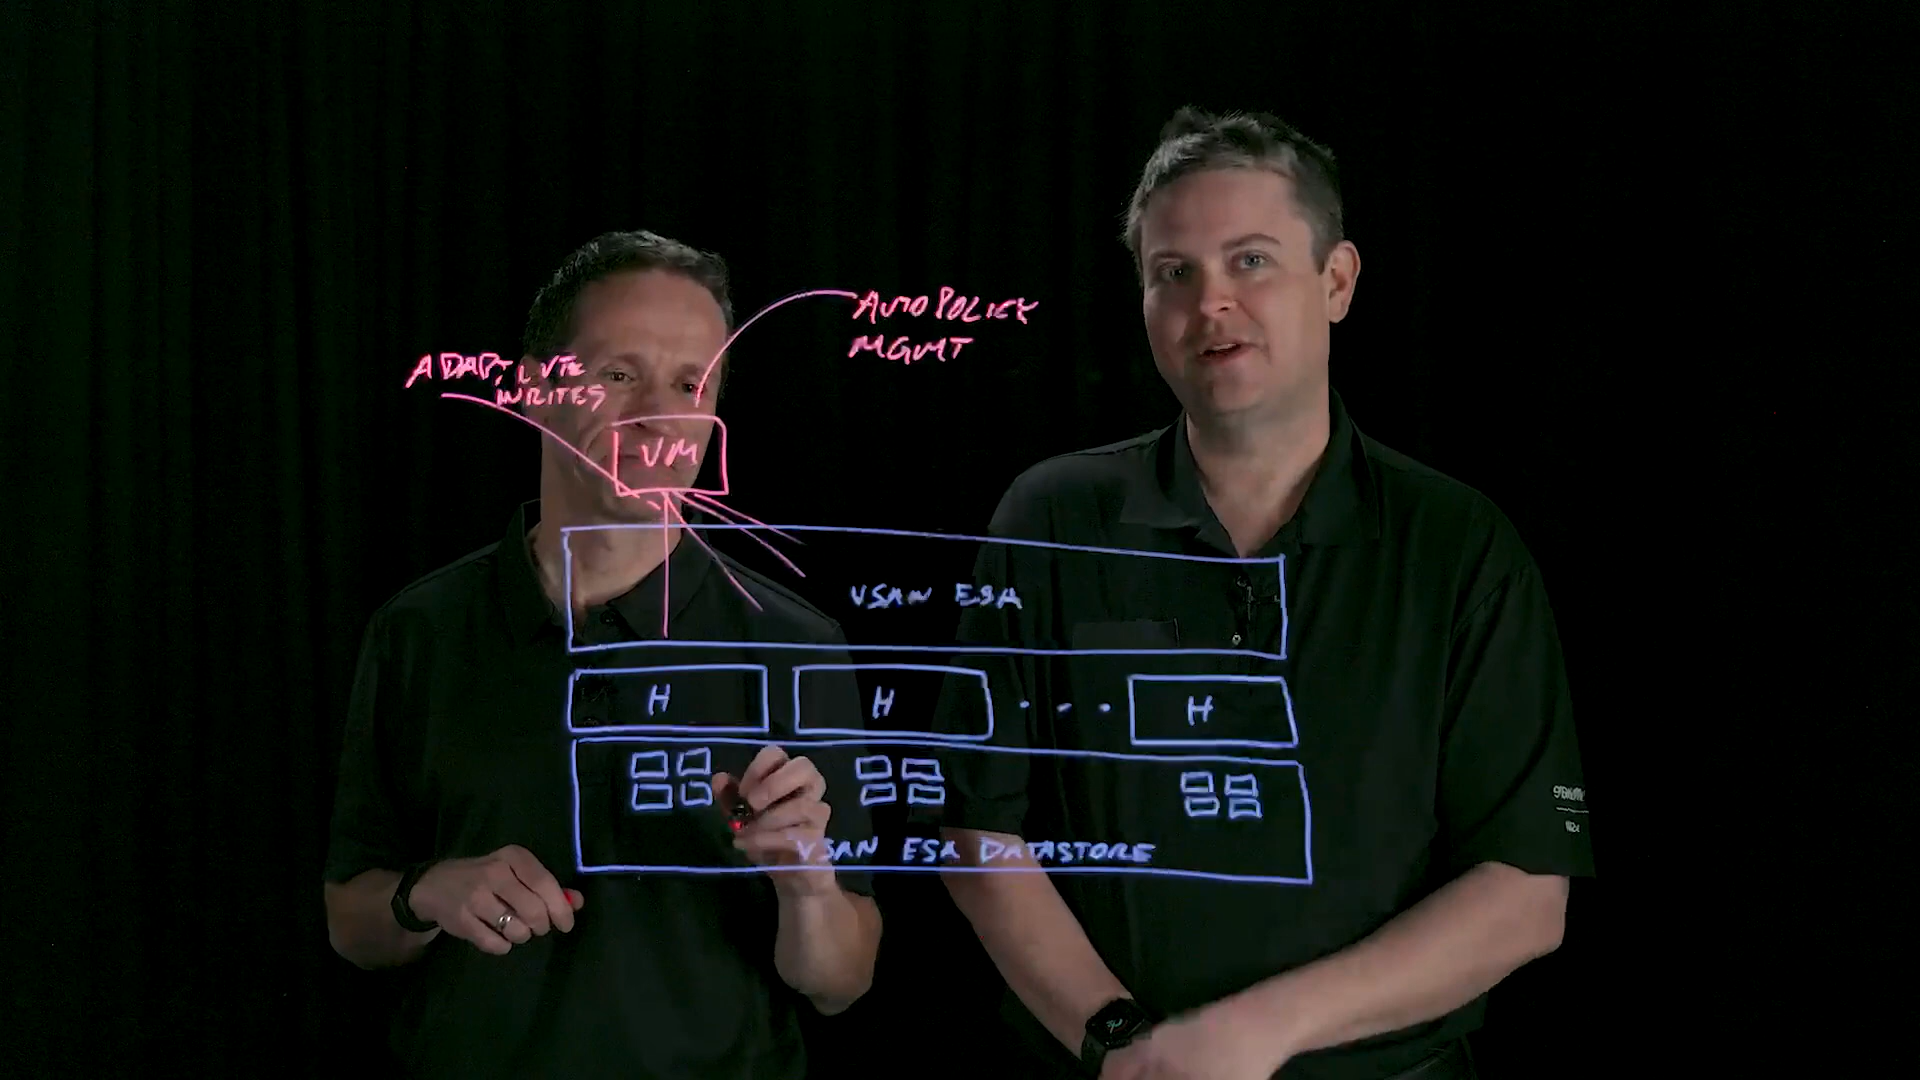 AUTO POLICY
MGMT
ADAPTIVE
WRITES
VM
VSAN ESA
H H . . . H
VSAN ESA DATASTORE